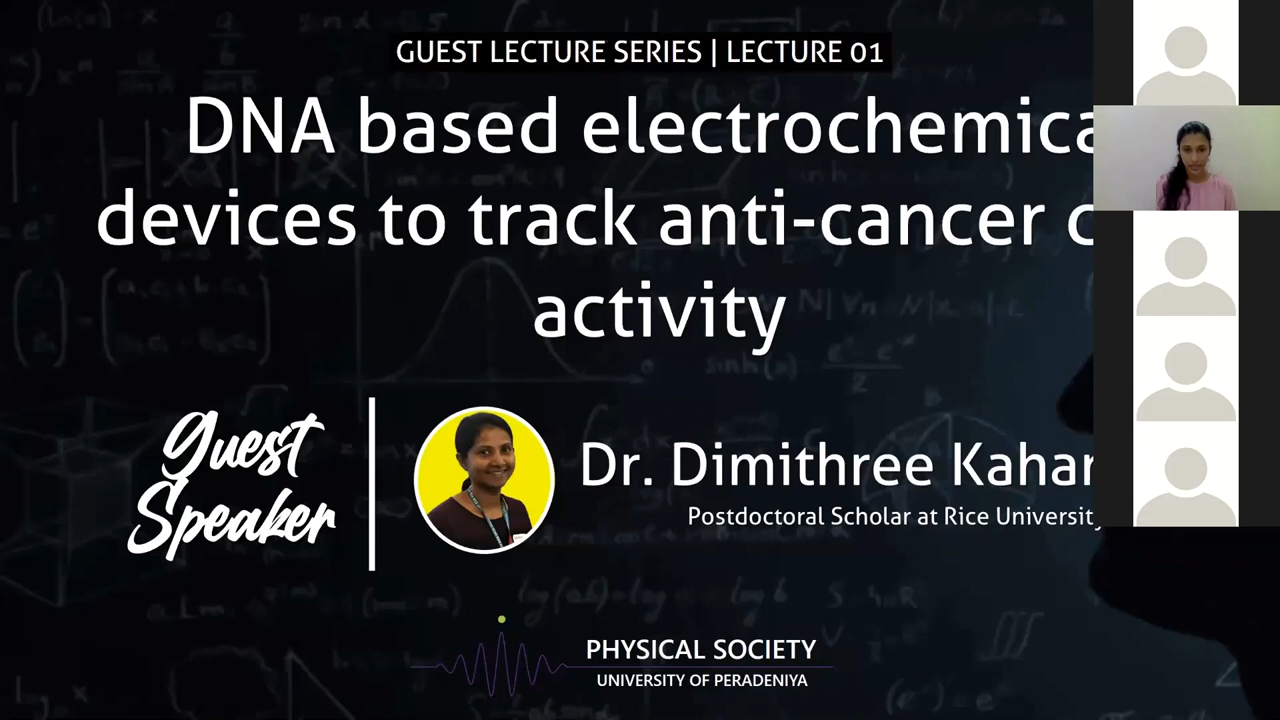 GUEST LECTURE SERIES | LECTURE 01
DNA based electrochemica
devices to track anti-cancer c
activity
Guest
Speaker
Dr. Dimithree Kahar
Postdoctoral Scholar at Rice University
PHYSICAL SOCIETY
UNIVERSITY OF PERADENIYA